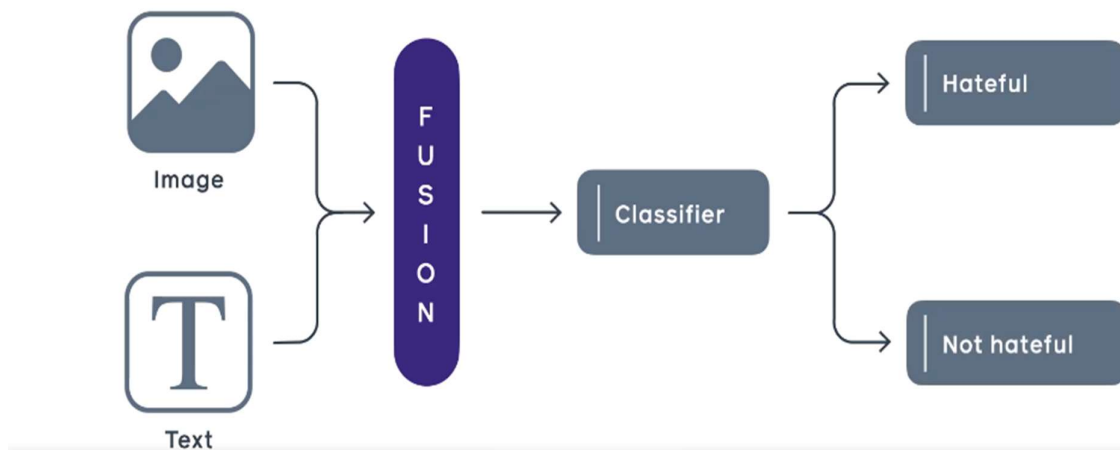 Image
T
Text
FUSION
Classifier
Hateful
Not hateful